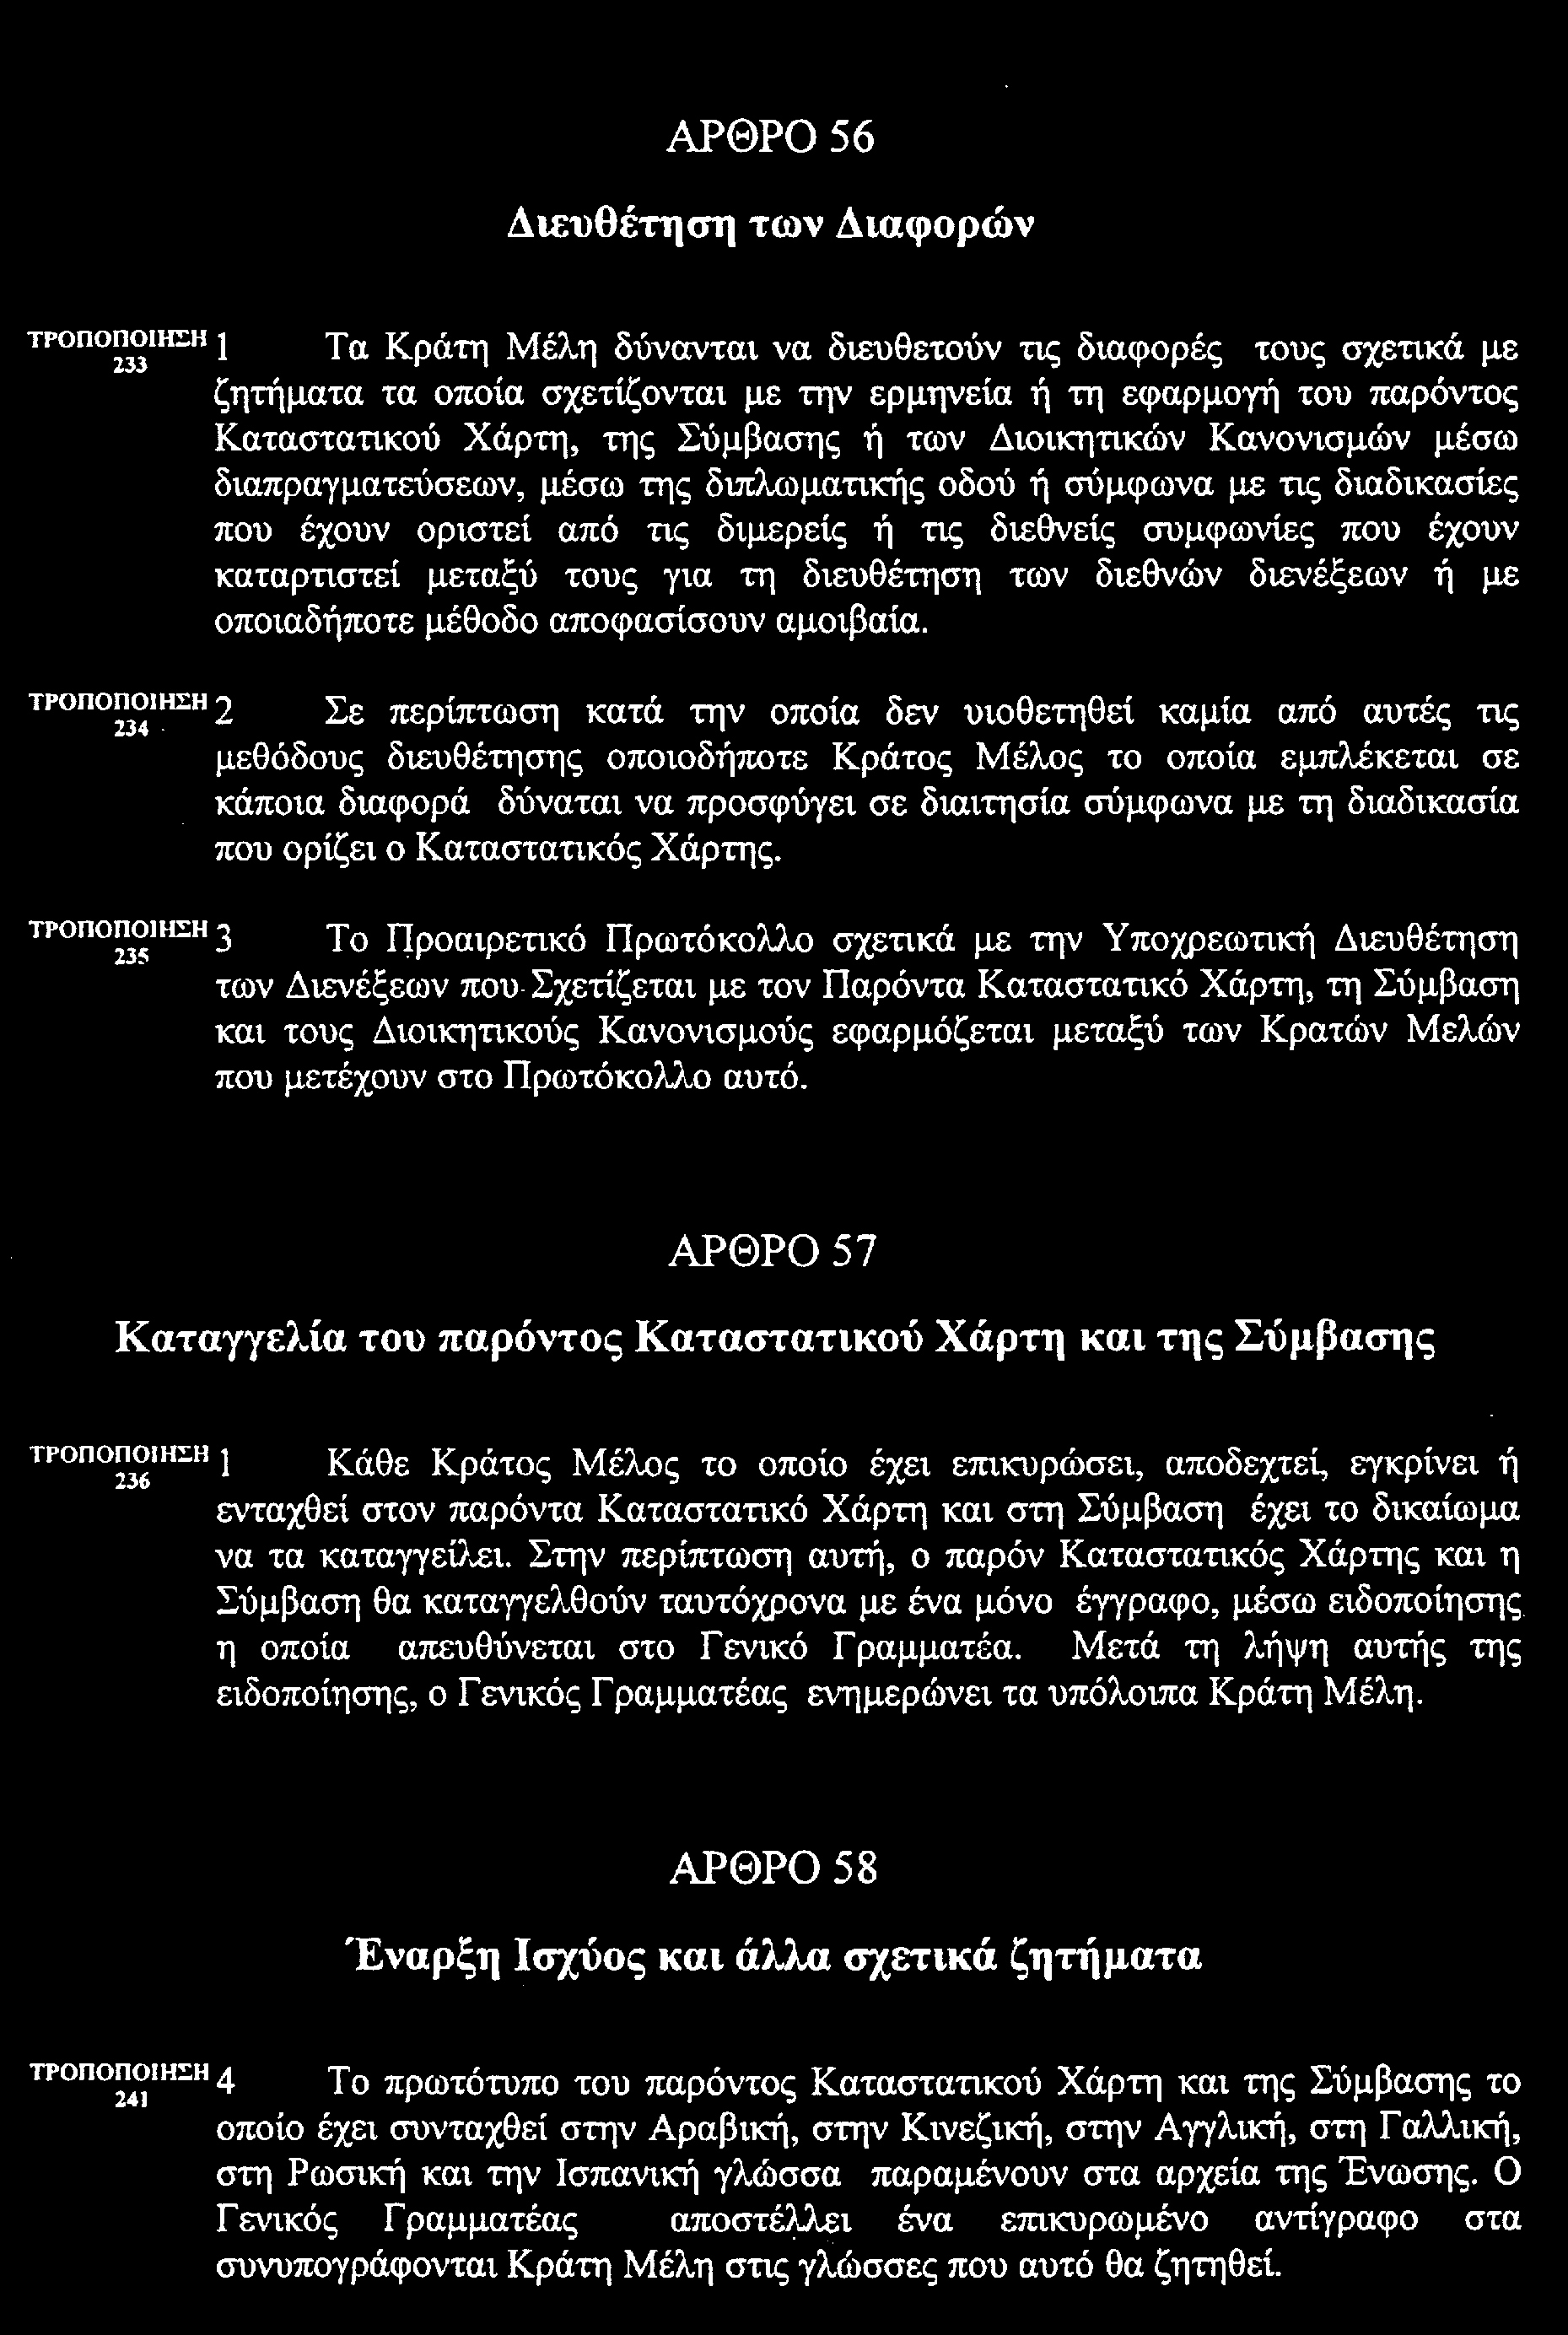 ΑΡΘΡΟ 56
Διευθέτηση των Διαφορών
ΤΡΟΠΟΠΟΙΗΣΗ 1 Τα Κράτη Μέλη δύνανται να διευθετούν τις διαφορές τους σχετικά με
233
ζητήματα τα οποία σχετίζονται με την ερμηνεία ή τη εφαρμογή του παρόντος
Καταστατικού Χάρτη, της Σύμβασης ή των Διοικητικών Κανονισμών μέσω
διαπραγματεύσεων, μέσω της διπλωματικής οδού ή σύμφωνα με τις διαδικασίες
που έχουν οριστεί από τις διμερείς ή τις διεθνείς συμφωνίες που έχουν
καταρτιστεί μεταξύ τους για τη διευθέτηση των διεθνών διενέξεων ή με
οποιαδήποτε μέθοδο αποφασίσουν αμοιβαία.
ΤΡΟΠΟΠΟΙΗΣΗ 2 Σε περίπτωση κατά την οποία δεν υιοθετηθεί καμία από αυτές τις
234
μεθόδους διευθέτησης οποιοδήποτε Κράτος Μέλος το οποία εμπλέκεται σε
κάποια διαφορά δύναται να προσφύγει σε διαιτησία σύμφωνα με τη διαδικασία
που ορίζει ο Καταστατικός Χάρτης.
ΤΡΟΠΟΠΟΙΗΣΗ 3 Το Προαιρετικό Πρωτόκολλο σχετικά με την Υποχρεωτική Διευθέτηση
235
των Διενέξεων που Σχετίζεται με τον Παρόντα Καταστατικό Χάρτη, τη Σύμβαση
και τους Διοικητικούς Κανονισμούς εφαρμόζεται μεταξύ των Κρατών Μελών
που μετέχουν στο Πρωτόκολλο αυτό.
ΑΡΘΡΟ 57
Καταγγελία του παρόντος Καταστατικού Χάρτη και της Σύμβασης
ΤΡΟΠΟΠΟΙΗΣΗ 1 Κάθε Κράτος Μέλος το οποίο έχει επικυρώσει, αποδεχτεί, εγκρίνει ή
236
ενταχθεί στον παρόντα Καταστατικό Χάρτη και στη Σύμβαση έχει το δικαίωμα
να τα καταγγείλει. Στην περίπτωση αυτή, ο παρόν Καταστατικός Χάρτης και η
Σύμβαση θα καταγγελθούν ταυτόχρονα με ένα μόνο έγγραφο, μέσω ειδοποίησης
η οποία απευθύνεται στο Γενικό Γραμματέα. Μετά τη λήψη αυτής της
ειδοποίησης, ο Γενικός Γραμματέας ενημερώνει τα υπόλοιπα Κράτη Μέλη.
ΑΡΘΡΟ 58
Έναρξη Ισχύος και άλλα σχετικά ζητήματα
ΤΡΟΠΟΠΟΙΗΣΗ 4 Το πρωτότυπο του παρόντος Καταστατικού Χάρτη και της Σύμβασης το
241
οποίο έχει συνταχθεί στην Αραβική, στην Κινεζική, στην Αγγλική, στη Γαλλική,
στη Ρωσική και την Ισπανική γλώσσα παραμένουν στα αρχεία της Ένωσης. Ο
Γενικός Γραμματέας αποστέλλει ένα επικυρωμένο αντίγραφο στα
συνυπογράφονται Κράτη Μέλη στις γλώσσες που αυτό θα ζητηθεί.